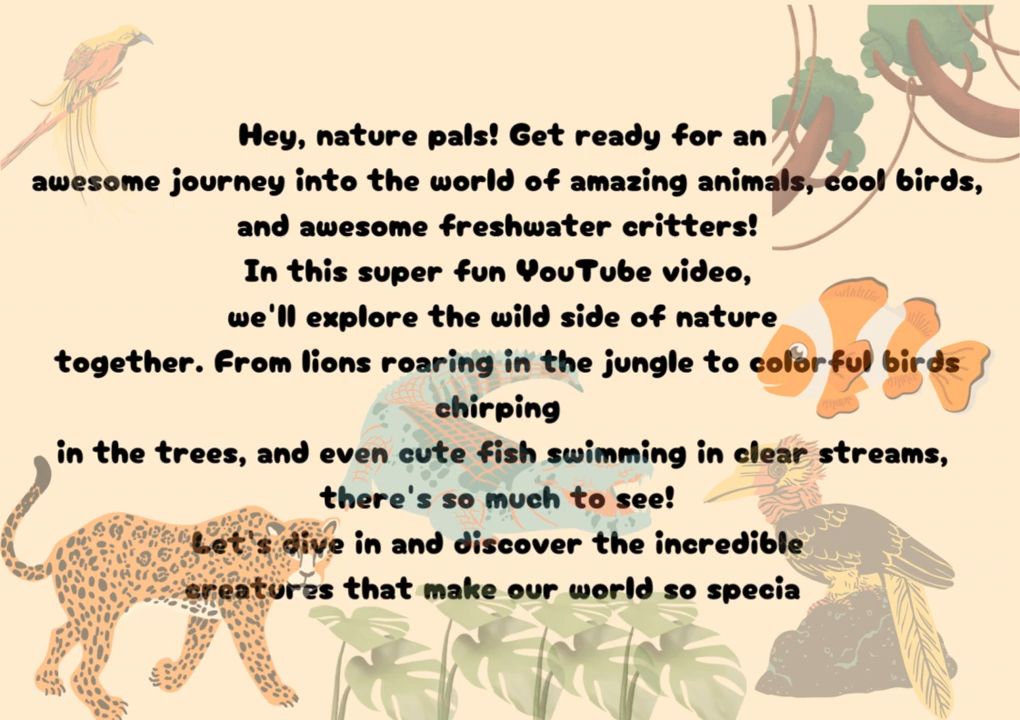 Hey, nature pals! Get ready for an
awesome journey into the world of amazing animals, cool birds,
and awesome freshwater critters!
In this super fun YouTube video,
we'll explore the wild side of nature
together. From lions roaring in the jungle to colorful birds
chirping
in the trees, and even cute fish swimming in clear streams,
there's so much to see!
Let's dive in and discover the incredible
creatures that make our world so specia